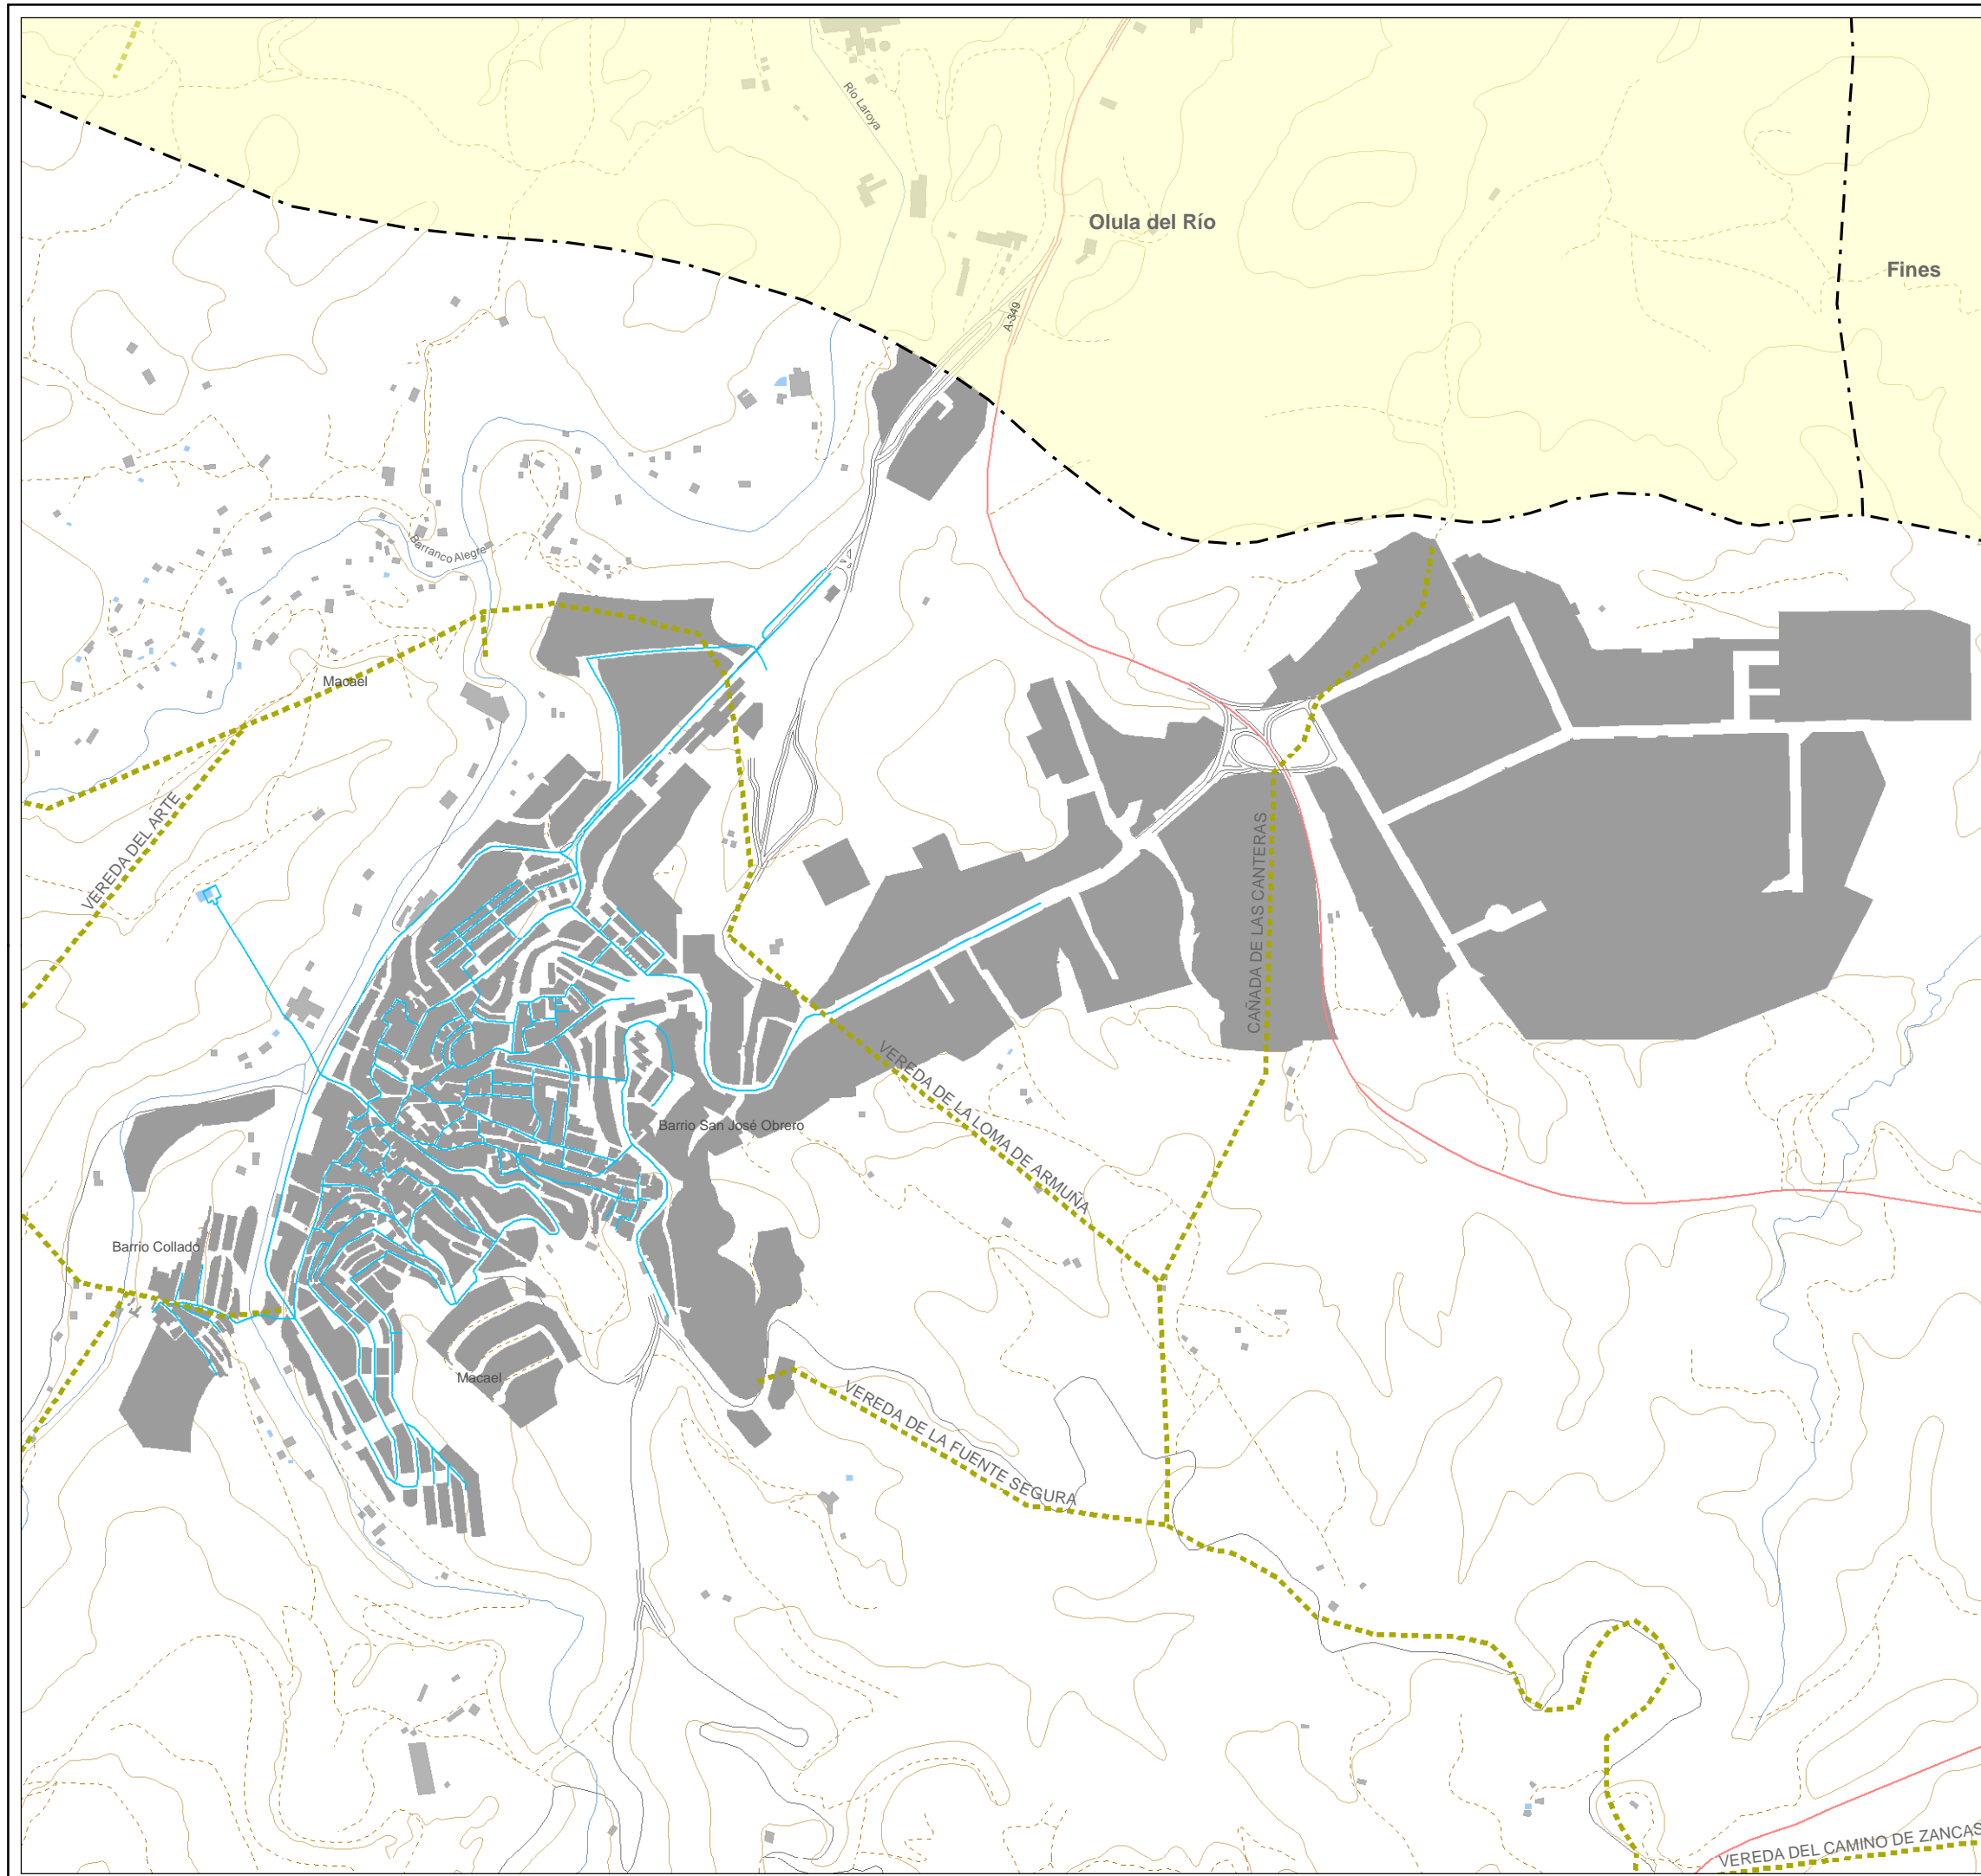 Río Laroya
Olula del Río
Fines
A-349
Barranco Alegre
Macael
VEREDA DEL ARTE
CAÑADA DE LAS CANTERAS
VEREDA DE LA LOMA DE ARMUÑA
Barrio San José Obrero
Barrio Collado
Macael
VEREDA DE LA FUENTE SEGURA
VEREDA DEL CAMINO DE ZANCAS